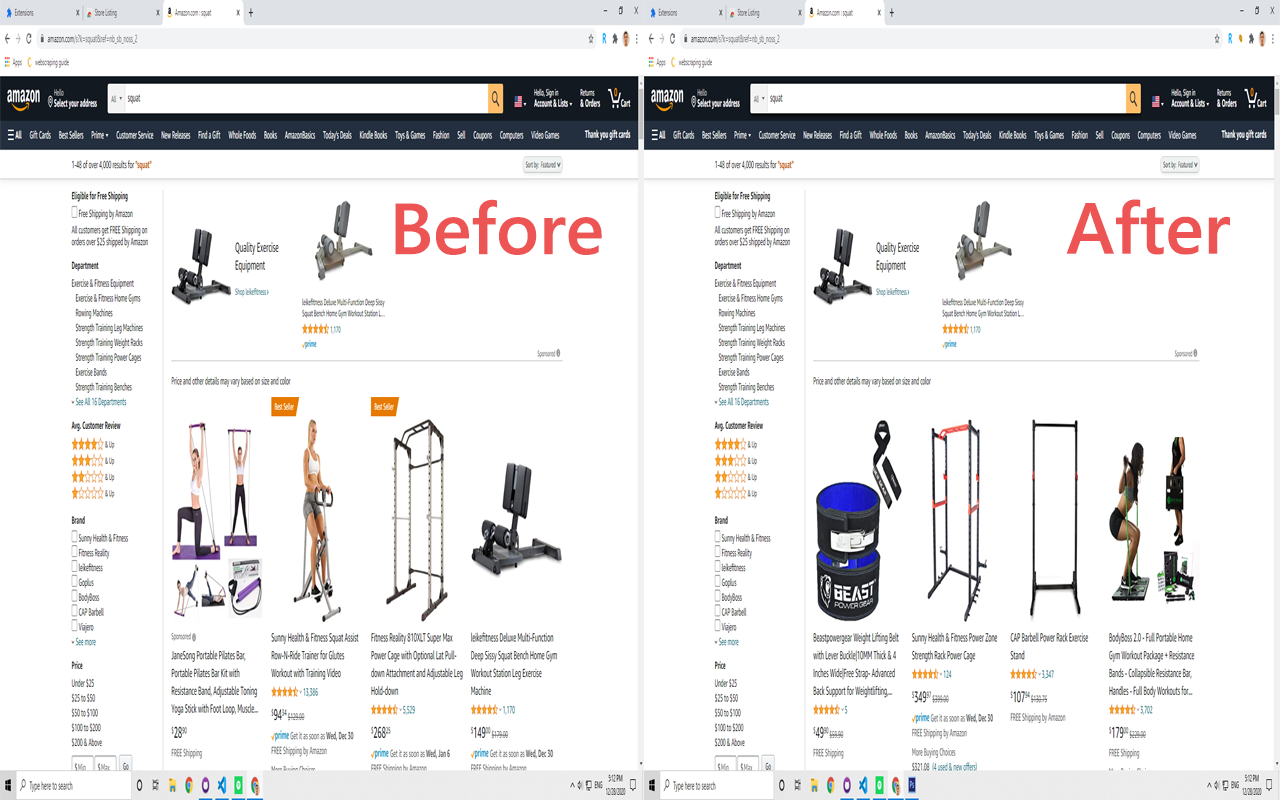 Extensions
Store Listing
Amazon.com : squat
amazon.com/s?k=squat&ref=nb_sb_noss_2
Apps webscraping guide
amazon
Hello
Select your address
All squat
Hello, Sign in
Account & Lists
Returns
& Orders
0
Cart
All Gift Cards Best Sellers Prime Customer Service New Releases Find a Gift Whole Foods Books AmazonBasics Today's Deals Kindle Books Toys & Games Fashion Sell Coupons Computers Video Games Thank you gift cards
1-48 of over 4,000 results for "squat"
Sort by: Featured
Before
Eligible for Free Shipping
Free Shipping by Amazon
All customers get FREE Shipping on
orders over $25 shipped by Amazon
Department
Exercise & Fitness Equipment
Exercise & Fitness Home Gyms
Rowing Machines
Strength Training Leg Machines
Strength Training Weight Racks
Strength Training Power Cages
Exercise Bands
Strength Training Benches
See All 16 Departments
Avg. Customer Review
& Up
& Up
& Up
& Up
Brand
Sunny Health & Fitness
Fitness Reality
leikefitness
Goplus
BodyBoss
CAP Barbell
Viajero
See more
Price
Under $25
$25 to $50
$50 to $100
$100 to $200
$200 & Above
$ Min $ Max Go
Quality Exercise
Equipment
Shop leikefitness ›
leikefitness Deluxe Multi-Function Deep Sissy
Squat Bench Home Gym Workout Station L...
1,170
prime
Sponsored
Price and other details may vary based on size and color
Sponsored
JaneSong Portable Pilates Bar,
Portable Pilates Bar Kit with
Resistance Band, Adjustable Toning
Yoga Stick with Foot Loop, Muscle...
$2890
FREE Shipping
Best Seller
Sunny Health & Fitness Squat Assist
Row-N-Ride Trainer for Glutes
Workout with Training Video
13,386
$9434 $129.00
prime Get it as soon as Wed, Dec 30
FREE Shipping by Amazon
More Buying Choices
Best Seller
Fitness Reality 810XLT Super Max
Power Cage with Optional Lat Pull-
down Attachment and Adjustable Leg
Hold-down
5,529
$26825
prime Get it as soon as Wed, Jan 6
FREE Shipping by Amazon
leikefitness Deluxe Multi-Function
Deep Sissy Squat Bench Home Gym
Workout Station Leg Exercise
Machine
1,170
$14900 $179.00
prime Get it as soon as Wed, Dec 30
FREE Shipping by Amazon
Type here to search
ENG
5:12 PM
12/28/2020
Extensions
Store Listing
Amazon.com : squat
amazon.com/s?k=squat&ref=nb_sb_noss_2
Apps webscraping guide
amazon
Hello
Select your address
All squat
Hello, Sign in
Account & Lists
Returns
& Orders
0
Cart
All Gift Cards Best Sellers Prime Customer Service New Releases Find a Gift Whole Foods Books AmazonBasics Today's Deals Kindle Books Toys & Games Fashion Sell Coupons Computers Video Games Thank you gift cards
1-48 of over 4,000 results for "squat"
Sort by: Featured
After
Eligible for Free Shipping
Free Shipping by Amazon
All customers get FREE Shipping on
orders over $25 shipped by Amazon
Department
Exercise & Fitness Equipment
Exercise & Fitness Home Gyms
Rowing Machines
Strength Training Leg Machines
Strength Training Weight Racks
Strength Training Power Cages
Exercise Bands
Strength Training Benches
See All 16 Departments
Avg. Customer Review
& Up
& Up
& Up
& Up
Brand
Sunny Health & Fitness
Fitness Reality
leikefitness
Goplus
BodyBoss
CAP Barbell
Viajero
See more
Price
Under $25
$25 to $50
$50 to $100
$100 to $200
$200 & Above
$ Min $ Max Go
Quality Exercise
Equipment
Shop leikefitness ›
leikefitness Deluxe Multi-Function Deep Sissy
Squat Bench Home Gym Workout Station L...
1,170
prime
Sponsored
Price and other details may vary based on size and color
BEAST
POWER GEAR
Beastpowergear Weight Lifting Belt
with Lever Buckle|10MM Thick & 4
Inches Wide|Free Strap- Advanced
Back Support for Weightlifting,...
5
FREE Shipping
Sunny Health & Fitness Power Zone
Strength Rack Power Cage
124
$34997 $399.00
prime Get it as soon as Wed, Dec 30
FREE Shipping by Amazon
More Buying Choices
$321.08 (4 used & new offers)
CAP Barbell Power Rack Exercise
Stand
3,347
FREE Shipping by Amazon
BodyBoss 2.0 - Full Portable Home
Gym Workout Package + Resistance
Bands - Collapsible Resistance Bar,
Handles - Full Body Workouts for...
3,702
$17900 $229.00
FREE Shipping
More Buying Choices
Type here to search
ENG
5:12 PM
12/28/2020